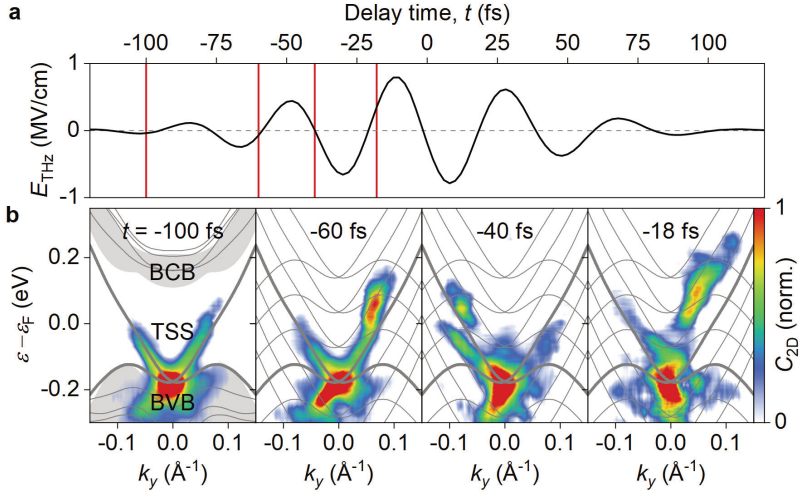 a
Delay time, t (fs)
-100 -75 -50 -25 0 25 50 75 100
E_THz (MV/cm)
1
0
-1
b
t = -100 fs
-60 fs
-40 fs
-18 fs
BCB
TSS
BVB
ε – ε_F (eV)
0.2
0.0
-0.2
-0.1 0.0 0.1
-0.1 0.0 0.1
-0.1 0.0 0.1
-0.1 0.0 0.1
k_y (Å⁻¹)
k_y (Å⁻¹)
k_y (Å⁻¹)
k_y (Å⁻¹)
1
0
C_2D (norm.)